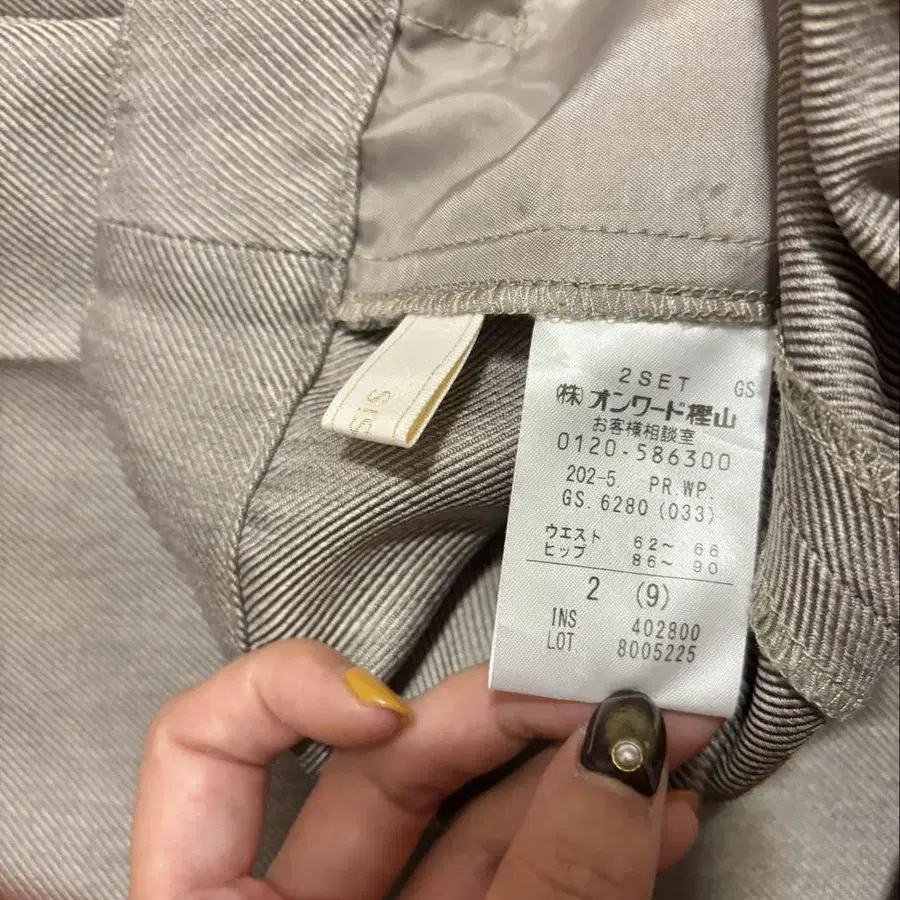 sis
2SET GS
(株)オンワード樫山
お客様相談室
0120-586300
202-5. PR.WP.
GS.6280(033)
ウエスト 62～ 66
ヒップ 86～ 90
2 (9)
INS. 402800
LOT. 8005225